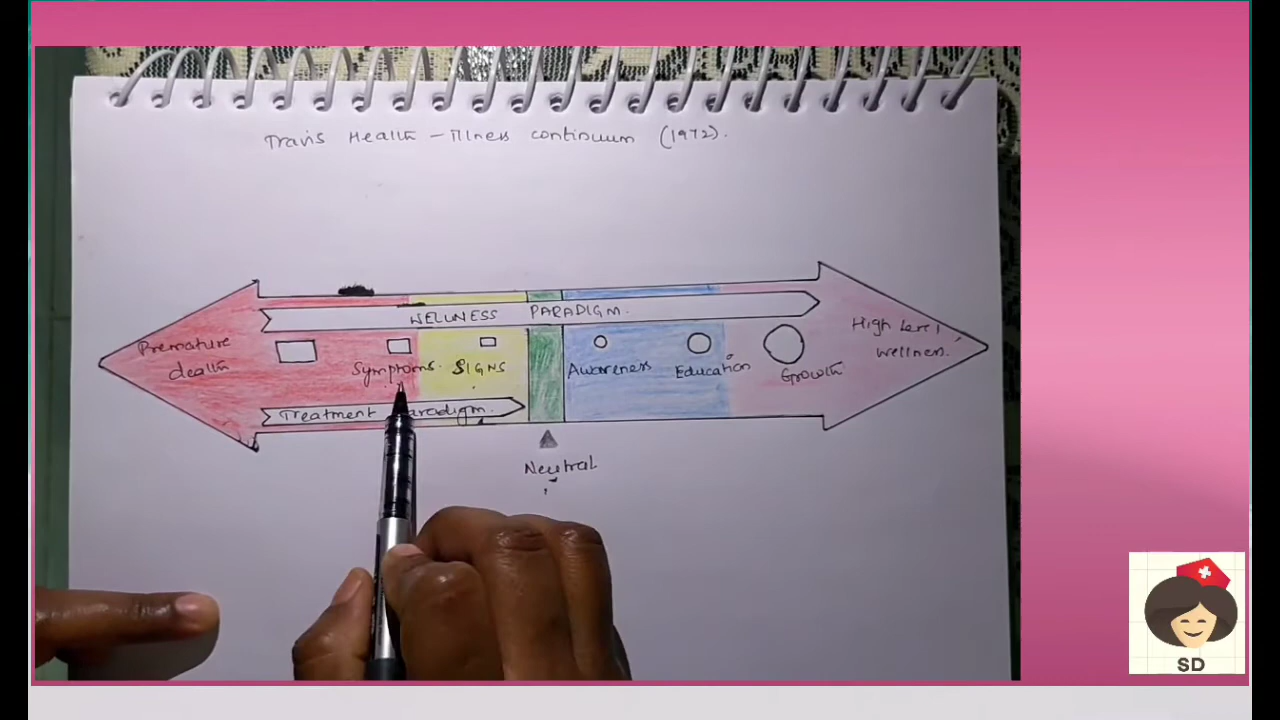 Travis Health - Illness continuum (1972).
WELLNESS PARADIGM.
Premature death
Symptoms.
SIGNS
Awareness
Education
Growth
High Level Wellness.
Treatment Paradigm.
Neutral
SD